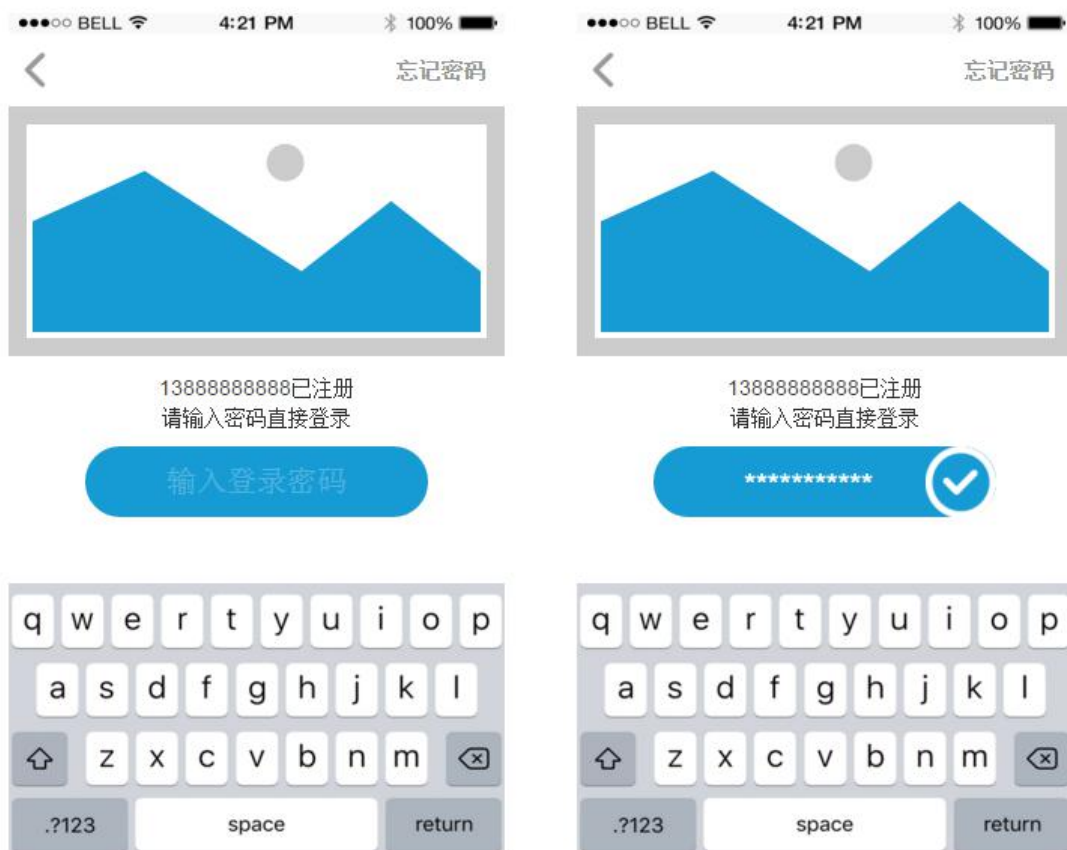 BELL 4:21 PM 100%
忘记密码
13888888888已注册
请输入密码直接登录
输入登录密码
q w e r t y u i o p
a s d f g h j k l
z x c v b n m
.?123 space return
BELL 4:21 PM 100%
忘记密码
13888888888已注册
请输入密码直接登录
***********
q w e r t y u i o p
a s d f g h j k l
z x c v b n m
.?123 space return